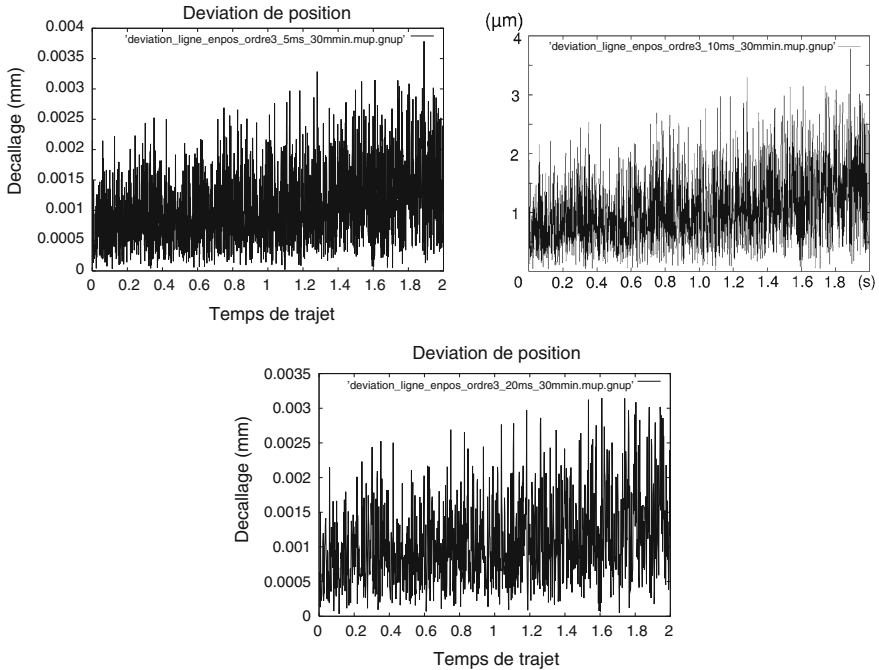 Deviation de position
'deviation_ligne_enpos_ordre3_5ms_30mmin.mup.gnup'
Decallage (mm)
0.004
0.0035
0.003
0.0025
0.002
0.0015
0.001
0.0005
0
0 0.2 0.4 0.6 0.8 1 1.2 1.4 1.6 1.8 2
Temps de trajet
(μm)
'deviation_ligne_enpos_ordre3_10ms_30mmin.mup.gnup'
4
3
2
1
0
0.2 0.4 0.6 0.8 1.0 1.2 1.4 1.6 1.8 (s)
Deviation de position
'deviation_ligne_enpos_ordre3_20ms_30mmin.mup.gnup'
Decallage (mm)
0.0035
0.003
0.0025
0.002
0.0015
0.001
0.0005
0
0 0.2 0.4 0.6 0.8 1 1.2 1.4 1.6 1.8 2
Temps de trajet